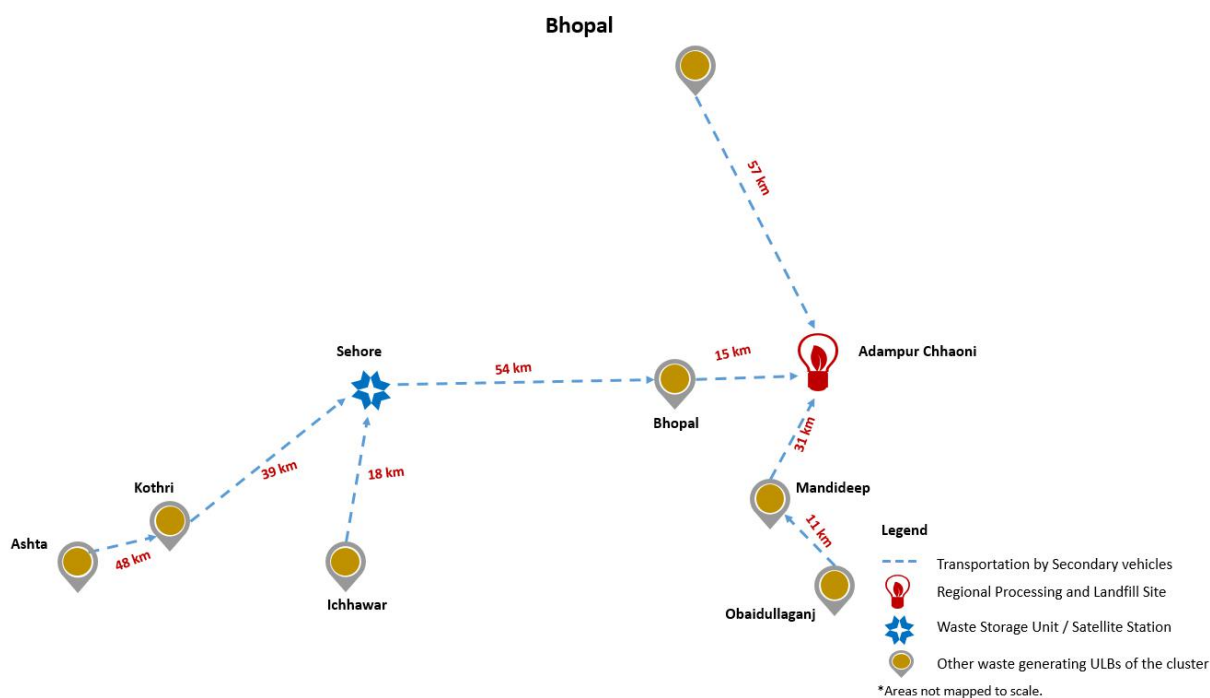 Bhopal
57 km
Sehore
54 km
15 km
Adampur Chhaoni
Bhopal
39 km
18 km
31 km
Kothri
Mandideep
Ashta
48 km
11 km
Ichhawar
Obaidullaganj
Legend
Transportation by Secondary vehicles
Regional Processing and Landfill Site
Waste Storage Unit / Satellite Station
Other waste generating ULBs of the cluster
*Areas not mapped to scale.